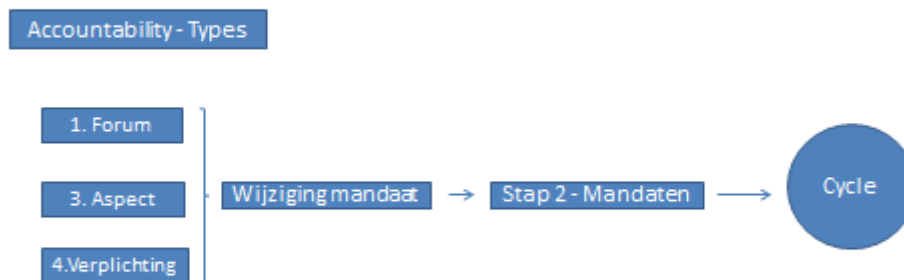 Accountability - Types
1. Forum
3. Aspect
4.Verplichting
Wijziging mandaat
Stap 2 - Mandaten
Cycle